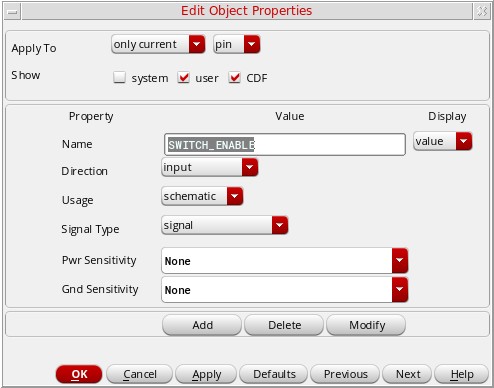 Edit Object Properties
Apply To only current pin
Show system user CDF
Property Value Display
Name SWITCH_ENABLE value
Direction input
Usage schematic
Signal Type signal
Pwr Sensitivity None
Gnd Sensitivity None
Add Delete Modify
OK Cancel Apply Defaults Previous Next Help